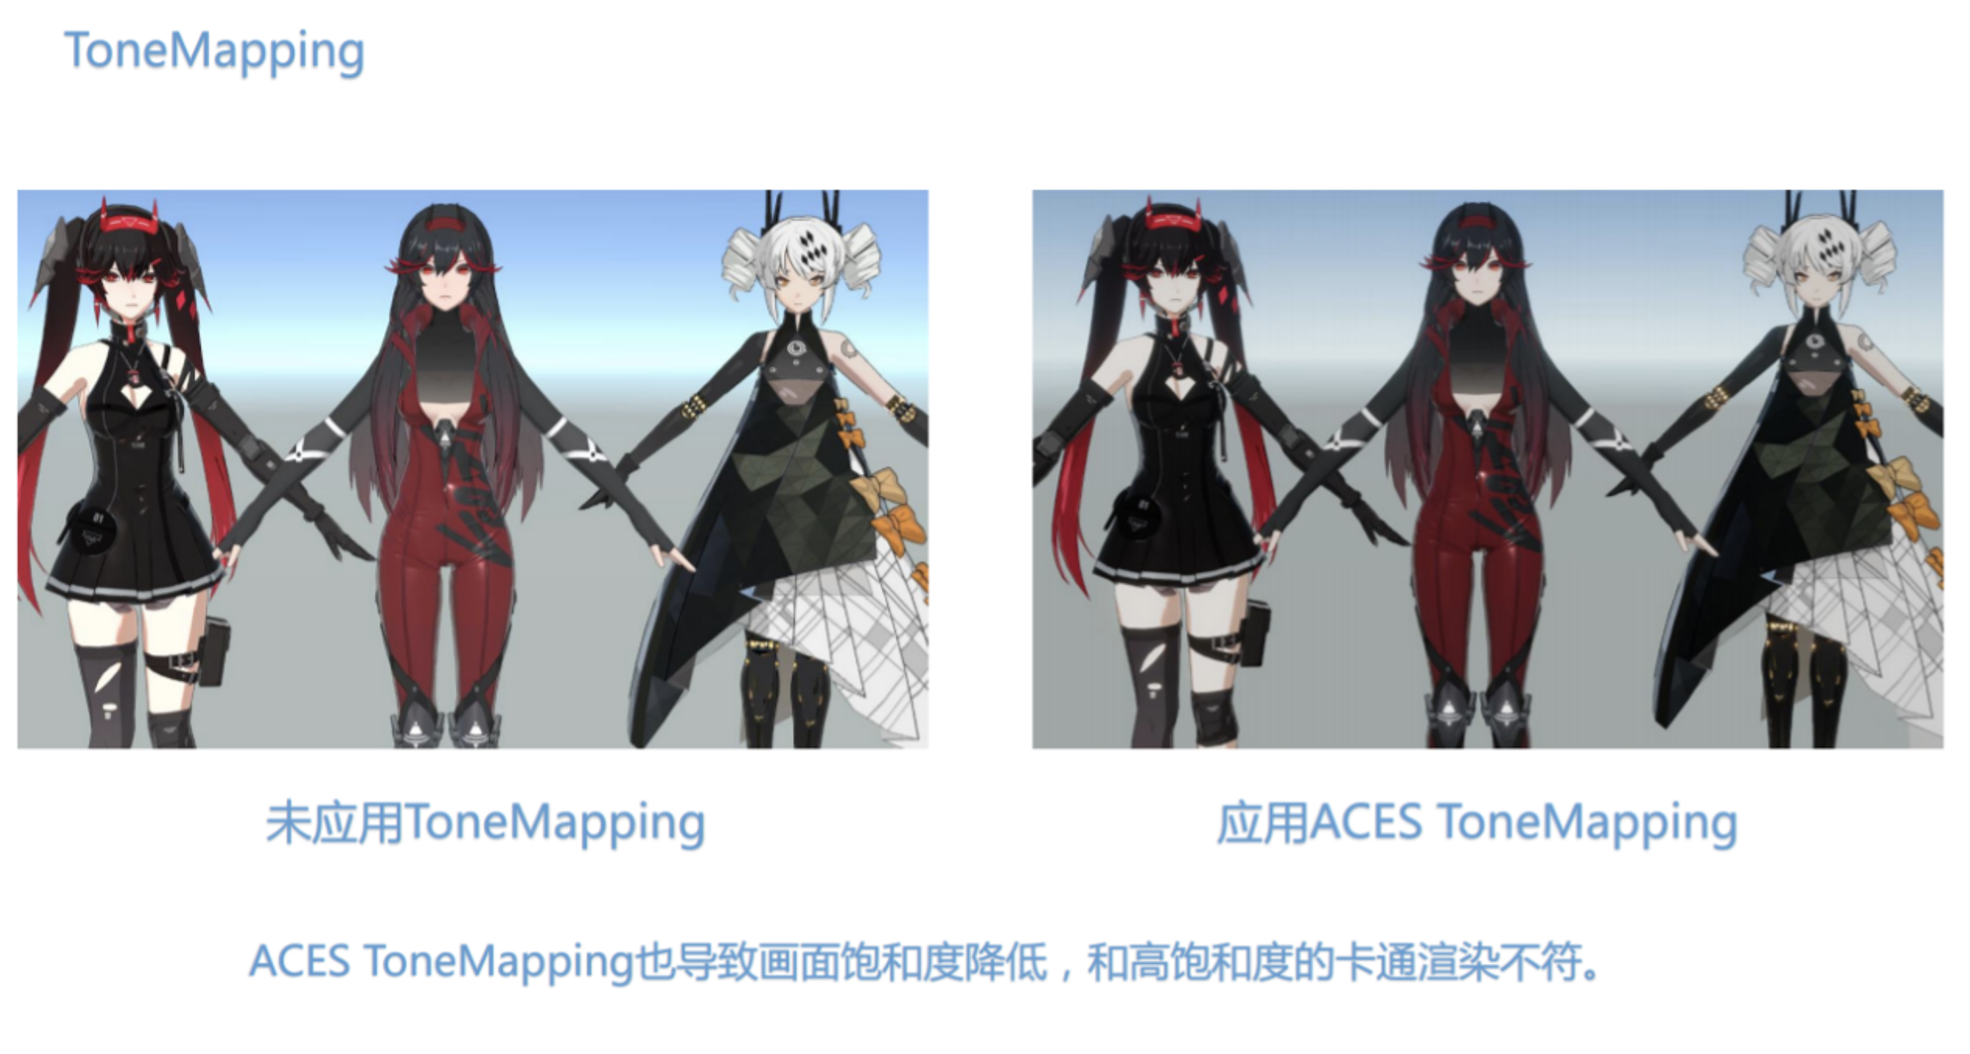 ToneMapping
01
未应用ToneMapping
应用ACES ToneMapping
ACES ToneMapping也导致画面饱和度降低，和高饱和度的卡通渲染不符。